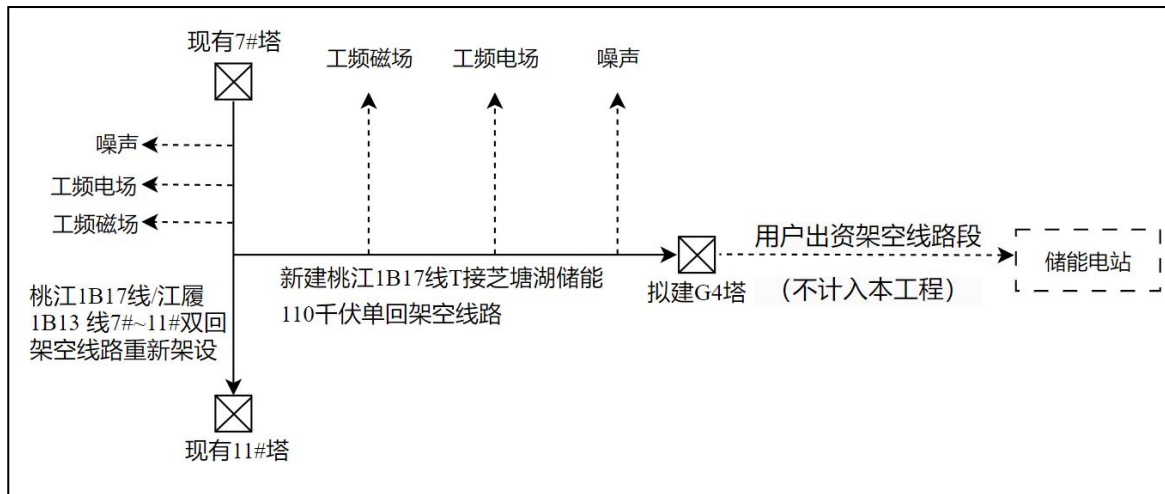 现有7#塔
工频磁场
工频电场
噪声
噪声
工频电场
工频磁场
用户出资架空线路段
储能电站
新建桃江1B17线T接芝塘湖储能
110千伏单回架空线路
拟建G4塔
（不计入本工程）
桃江1B17线/江履
1B13 线7#~11#双回
架空线路重新架设
现有11#塔